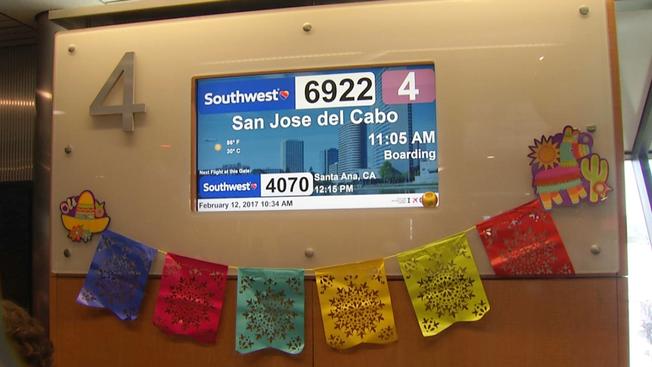 4
Southwest 6922 4
San Jose del Cabo
86° F
30° C
11:05 AM
Boarding
Next Flight at this Gate:
Southwest 4070 Santa Ana, CA
12:15 PM
February 12, 2017 10:34 AM